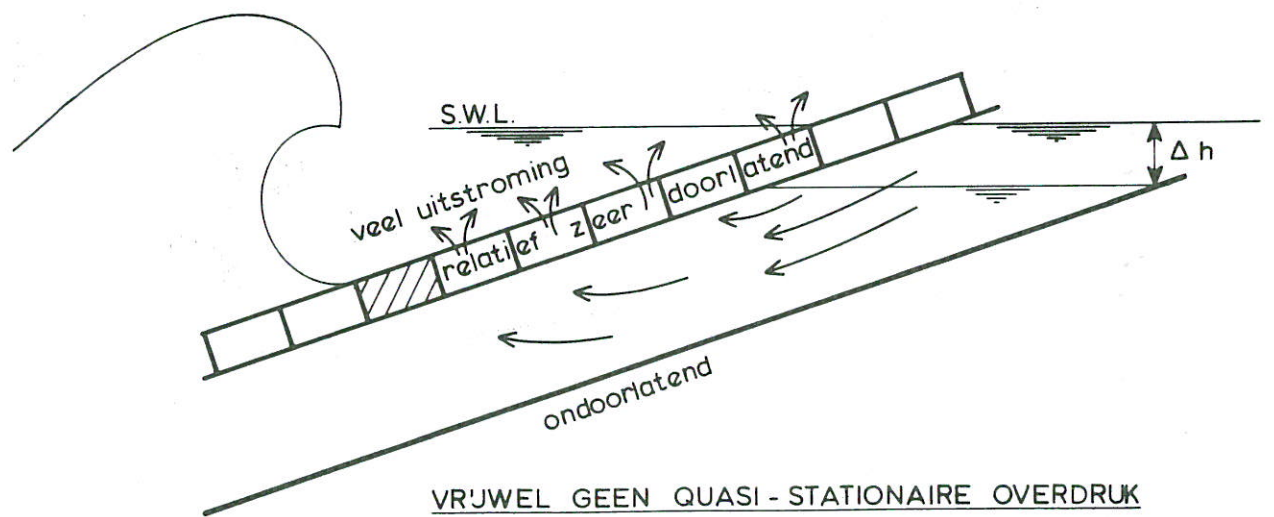 S.W.L.
Δ h
veel uitstroming
relatief zeer doorlatend
ondoorlatend
VRIJWEL GEEN QUASI - STATIONAIRE OVERDRUK